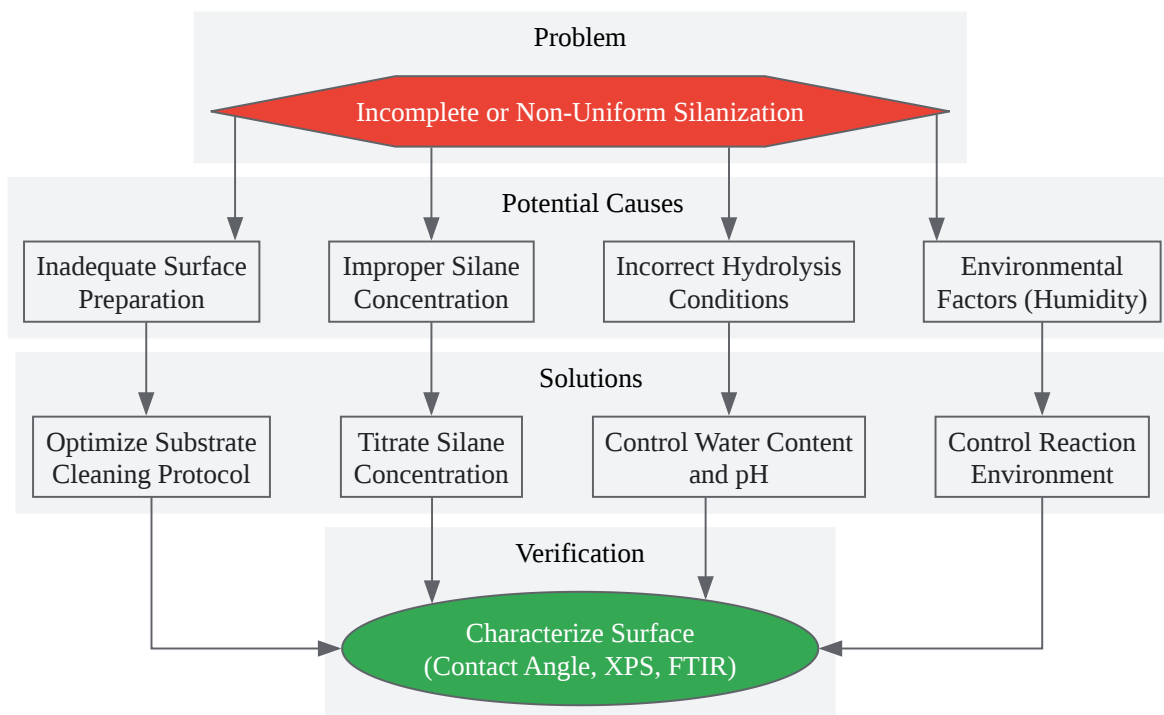 Problem
Incomplete or Non-Uniform Silanization
Potential Causes
Inadequate Surface
Preparation
Improper Silane
Concentration
Incorrect Hydrolysis
Conditions
Environmental
Factors (Humidity)
Solutions
Optimize Substrate
Cleaning Protocol
Titrate Silane
Concentration
Control Water Content
and pH
Control Reaction
Environment
Verification
Characterize Surface
(Contact Angle, XPS, FTIR)